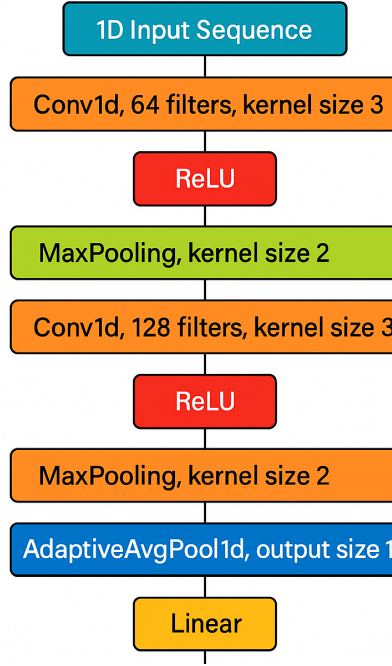 1D Input Sequence
Conv1d, 64 filters, kernel size 3
ReLU
MaxPooling, kernel size 2
Conv1d, 128 filters, kernel size 3
ReLU
MaxPooling, kernel size 2
AdaptiveAvgPool1d, output size 1
Linear